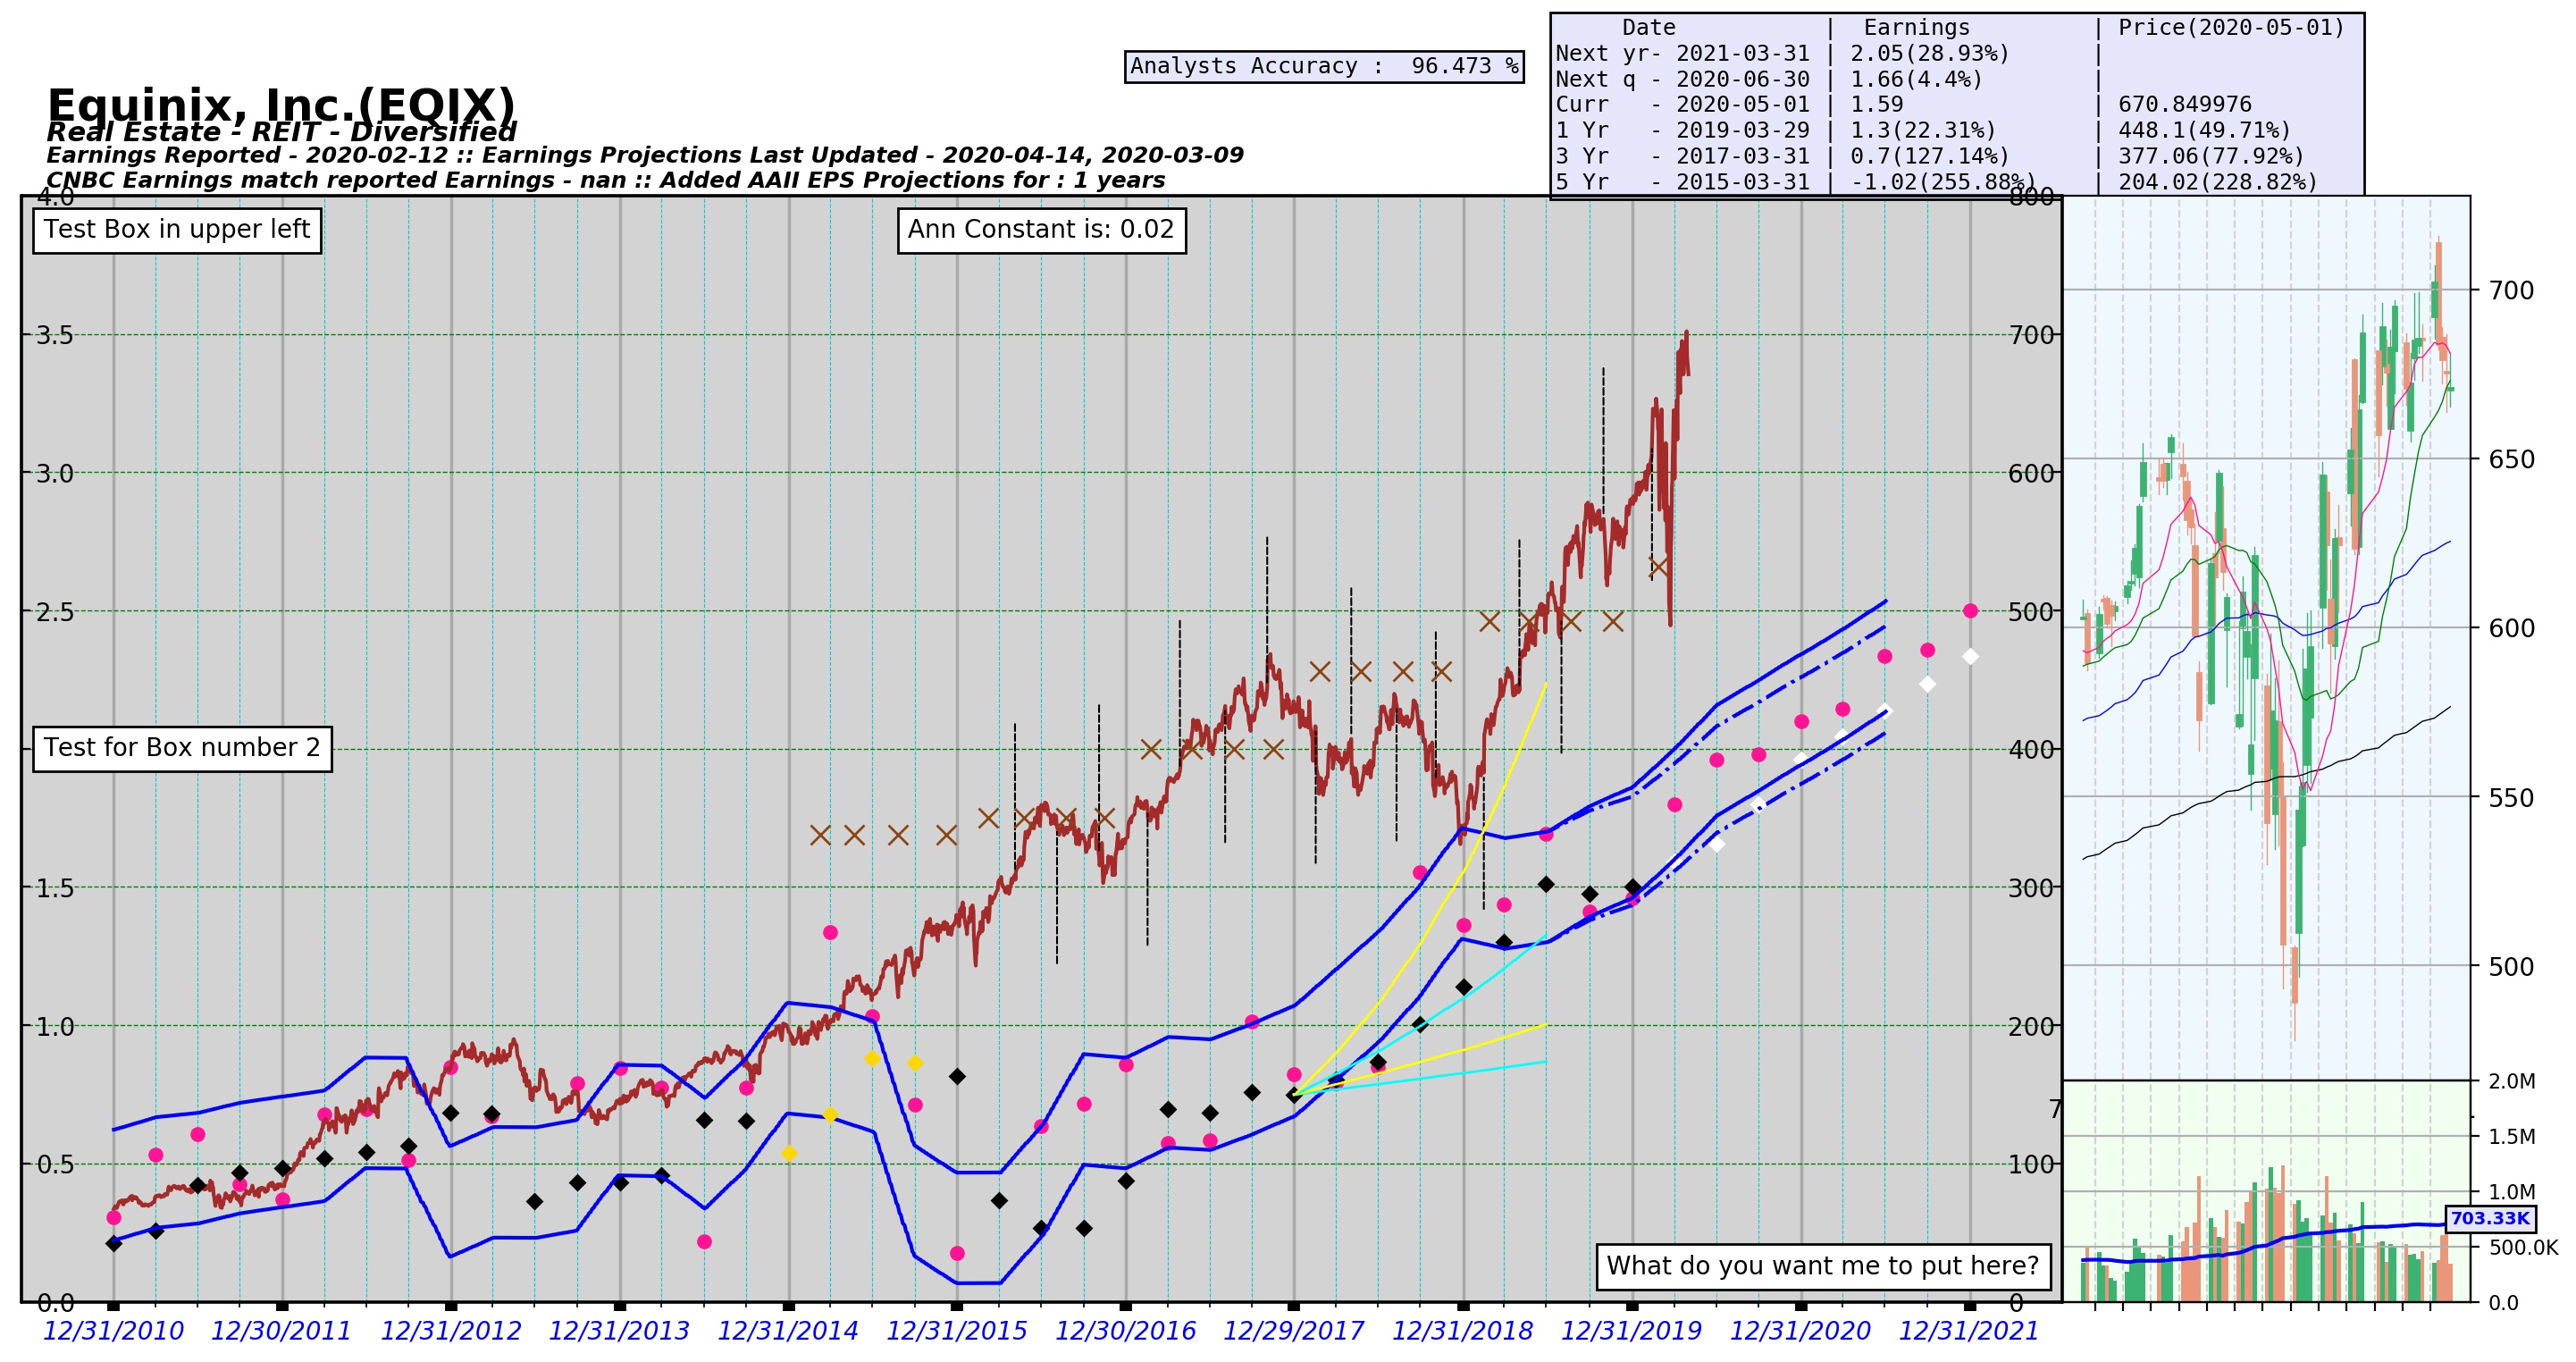 Date | Earnings | Price(2020-05-01)
Next yr- 2021-03-31 | 2.05(28.93%) |
Next q - 2020-06-30 | 1.66(4.4%) |
Curr - 2020-05-01 | 1.59 | 670.849976
1 Yr - 2019-03-29 | 1.3(22.31%) | 448.1(49.71%)
3 Yr - 2017-03-31 | 0.7(127.14%) | 377.06(77.92%)
5 Yr - 2015-03-31 | -1.02(255.88%) | 204.02(228.82%)
Analysts Accuracy : 96.473 %
Equinix, Inc.(EQIX)
Real Estate - REIT - Diversified
Earnings Reported - 2020-02-12 :: Earnings Projections Last Updated - 2020-04-14, 2020-03-09
CNBC Earnings match reported Earnings - nan :: Added AAII EPS Projections for : 1 years
Test Box in upper left
Ann Constant is: 0.02
Test for Box number 2
What do you want me to put here?
4.0
3.5
3.0
2.5
1.5
1.0
0.5
0.0
800
700
600
500
400
300
200
100
0
7
700
650
600
550
500
2.0M
1.5M
1.0M
703.33K
500.0K
0.0
12/31/2010 12/30/2011 12/31/2012 12/31/2013 12/31/2014 12/31/2015 12/30/2016 12/29/2017 12/31/2018 12/31/2019 12/31/2020 12/31/2021